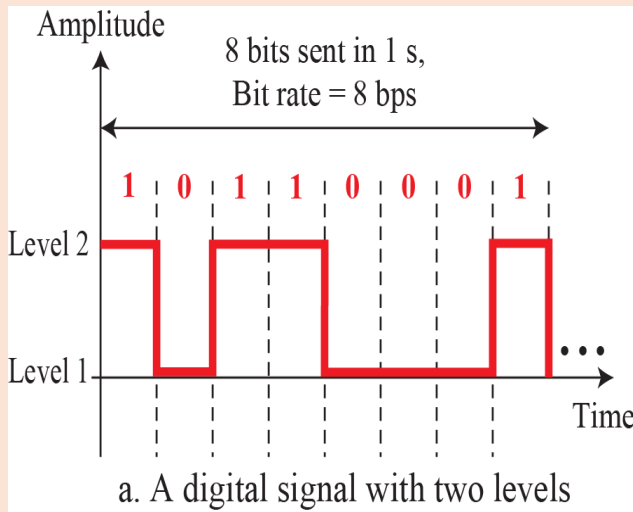 Amplitude
8 bits sent in 1 s,
Bit rate = 8 bps
1 0 1 1 0 0 0 1
Level 2
Level 1
...
Time
a. A digital signal with two levels